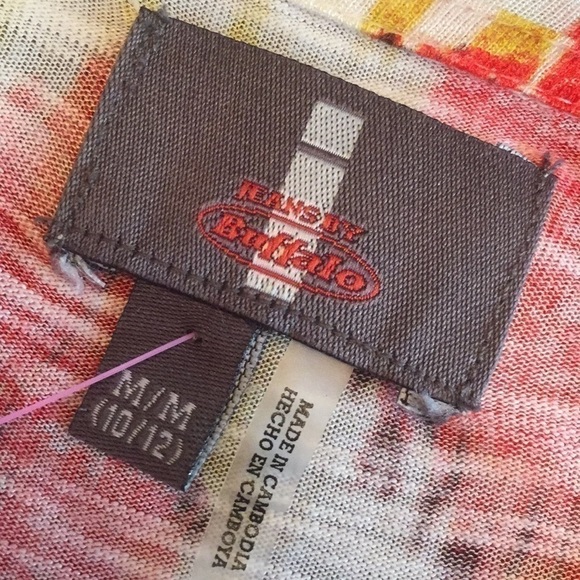 JEANS BY
Buffalo
M/M
(10/12)
MADE IN CAMBODIA
HECHO EN CAMBOYA